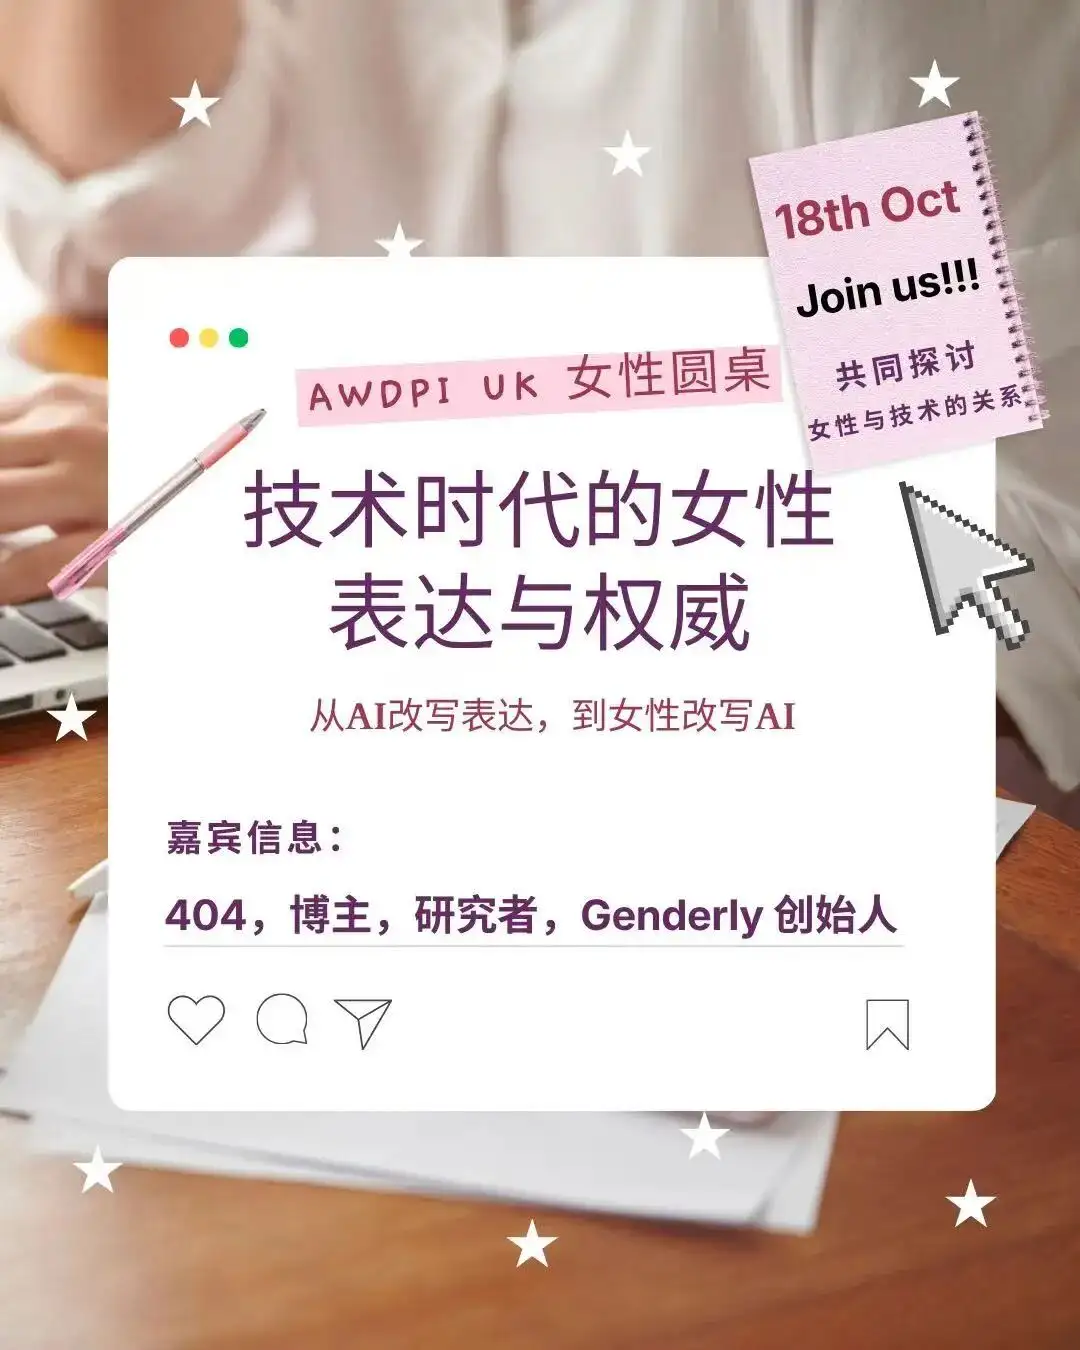 18th Oct
Join us!!!
共同探讨
女性与技术的关系
AWDPI UK 女性圆桌
技术时代的女性
表达与权威
从AI改写表达，到女性改写AI
嘉宾信息：
404，博主，研究者，Genderly 创始人